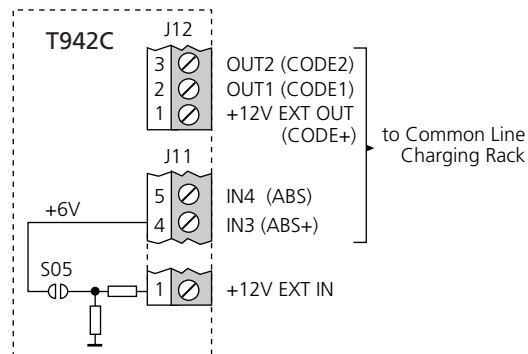 T942C
J12
3 OUT2 (CODE2)
2 OUT1 (CODE1)
1 +12V EXT OUT
(CODE+)
to Common Line
Charging Rack
J11
5 IN4 (ABS)
+6V
4 IN3 (ABS+)
S05
1 +12V EXT IN